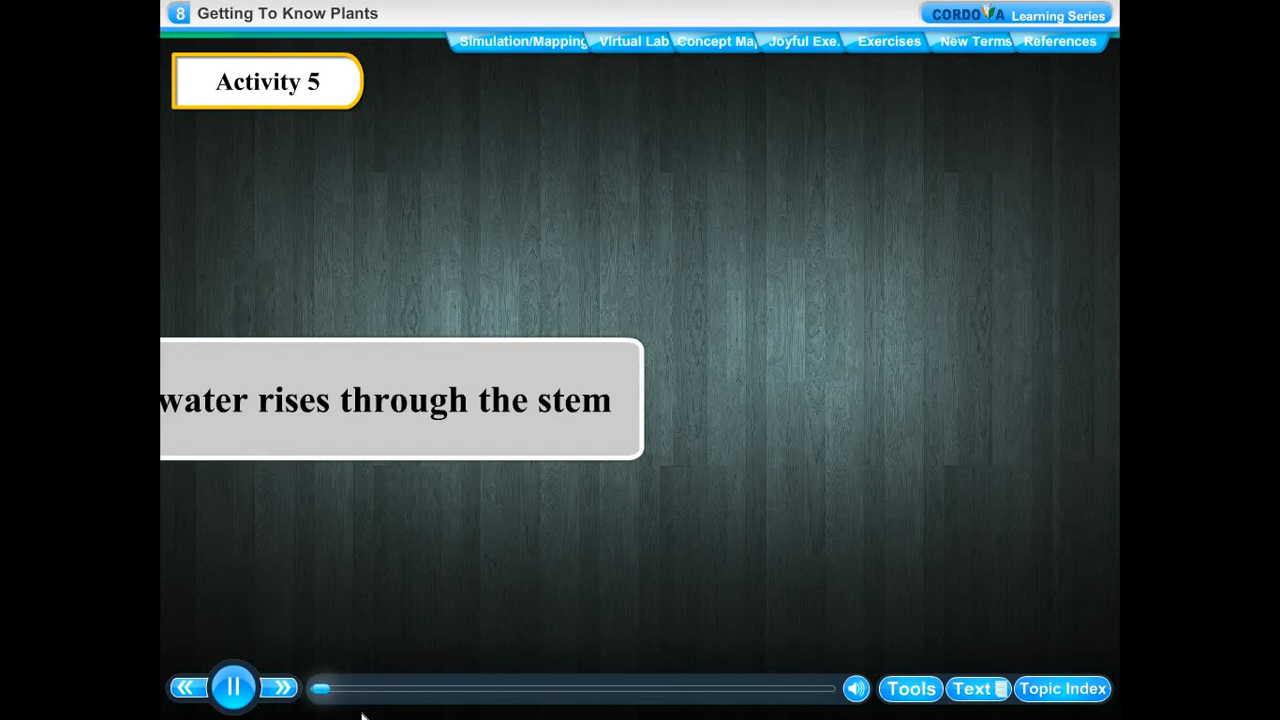 8 Getting To Know Plants
CORDOVA Learning Series
Simulation/Mapping Virtual Lab Concept Ma Joyful Exe. Exercises New Terms References
Activity 5
water rises through the stem
Tools Text Topic Index